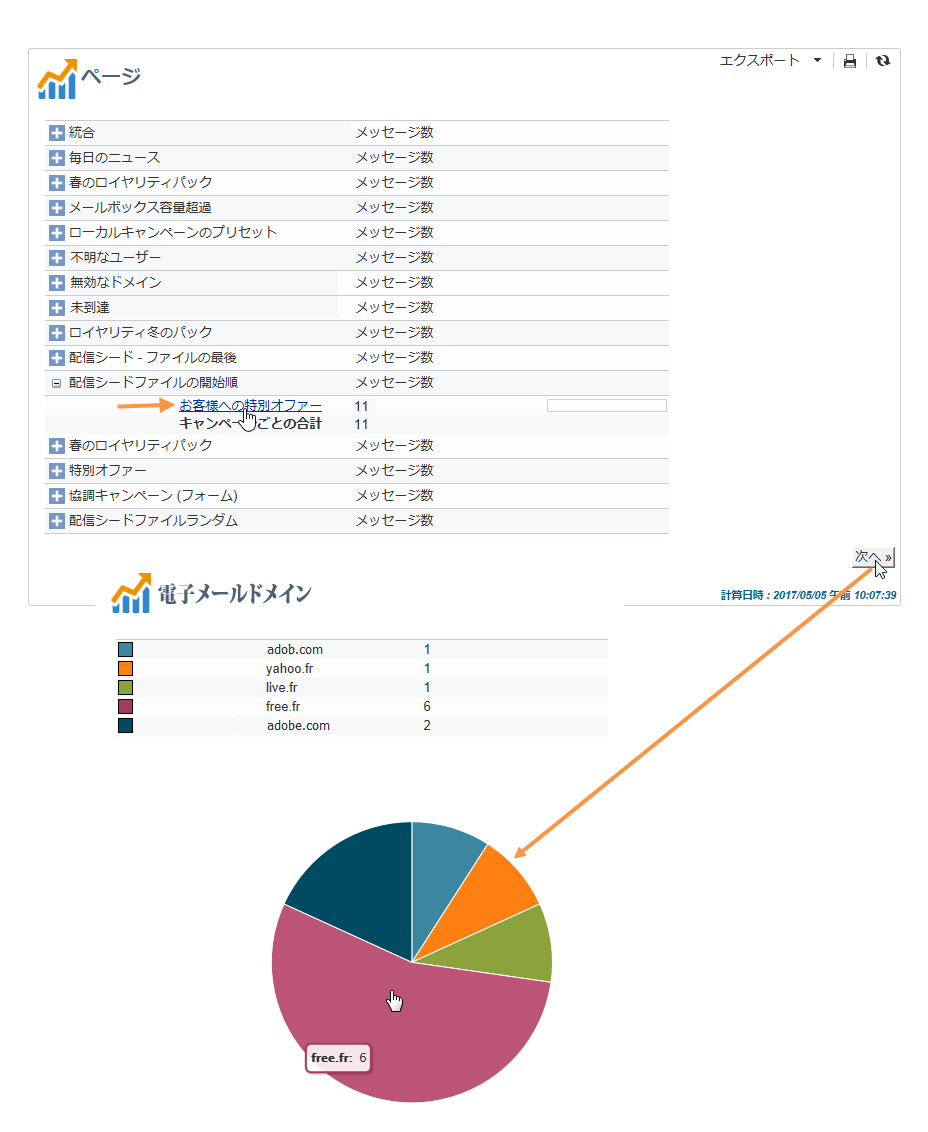 エクスポート
ページ
統合 メッセージ数
毎日のニュース メッセージ数
春のロイヤリティパック メッセージ数
メールボックス容量超過 メッセージ数
ローカルキャンペーンのプリセット メッセージ数
不明なユーザー メッセージ数
無効なドメイン メッセージ数
未到達 メッセージ数
ロイヤリティ冬のパック メッセージ数
配信シード - ファイルの最後 メッセージ数
配信シードファイルの開始順 メッセージ数
お客様への特別オファー 11
キャンペーンごとの合計 11
春のロイヤリティパック メッセージ数
特別オファー メッセージ数
協調キャンペーン (フォーム) メッセージ数
配信シードファイルランダム メッセージ数
次へ »
電子メールドメイン
計算日時 : 2017/05/05 午前 10:07:39
adob.com 1
yahoo.fr 1
live.fr 1
free.fr 6
adobe.com 2
free.fr: 6